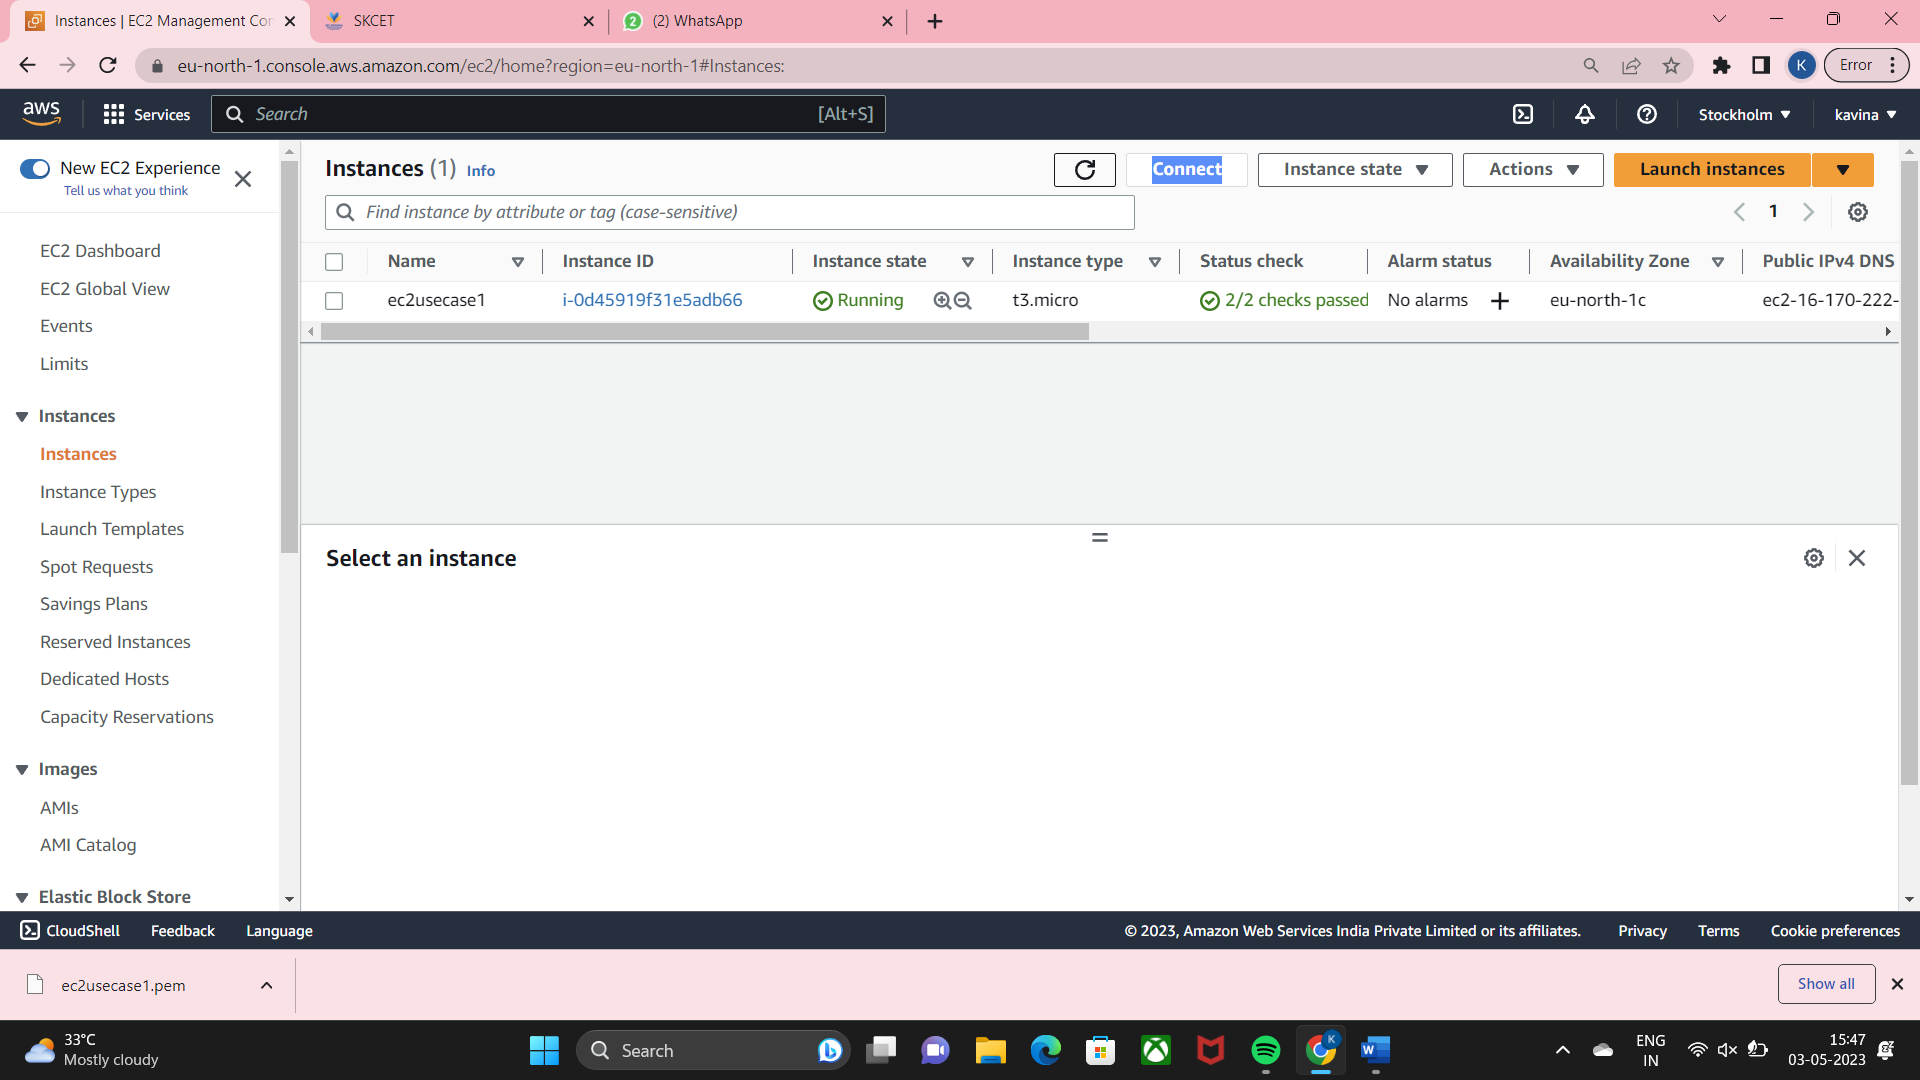 Instances | EC2 Management Con
SKCET
(2) WhatsApp
eu-north-1.console.aws.amazon.com/ec2/home?region=eu-north-1#Instances:
K
Error
aws
Services
Search
[Alt+S]
Stockholm
kavina
New EC2 Experience
Tell us what you think
EC2 Dashboard
EC2 Global View
Events
Limits
Instances
Instances
Instance Types
Launch Templates
Spot Requests
Savings Plans
Reserved Instances
Dedicated Hosts
Capacity Reservations
Images
AMIs
AMI Catalog
Elastic Block Store
Instances (1) Info
Connect
Instance state
Actions
Launch instances
Find instance by attribute or tag (case-sensitive)
1
Name Instance ID Instance state Instance type Status check Alarm status Availability Zone Public IPv4 DNS
ec2usecase1 i-0d45919f31e5adb66 Running t3.micro 2/2 checks passed No alarms + eu-north-1c ec2-16-170-222-
Select an instance
CloudShell Feedback Language
© 2023, Amazon Web Services India Private Limited or its affiliates. Privacy Terms Cookie preferences
ec2usecase1.pem
Show all
33°C
Mostly cloudy
Search
ENG
IN
15:47
03-05-2023